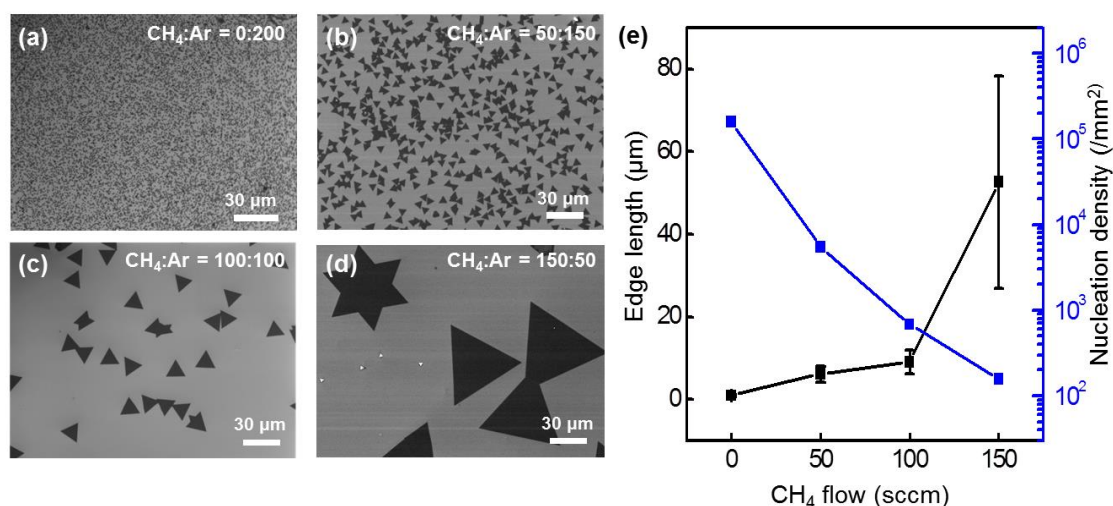 (a) CH₄:Ar = 0:200
30 µm
(b) CH₄:Ar = 50:150
30 µm
(c) CH₄:Ar = 100:100
30 µm
(d) CH₄:Ar = 150:50
30 µm
(e)
Edge length (µm)
80
60
40
20
0
0 50 100 150
CH₄ flow (sccm)
10⁶
10⁵
10⁴
10³
10²
Nucleation density (/mm²)